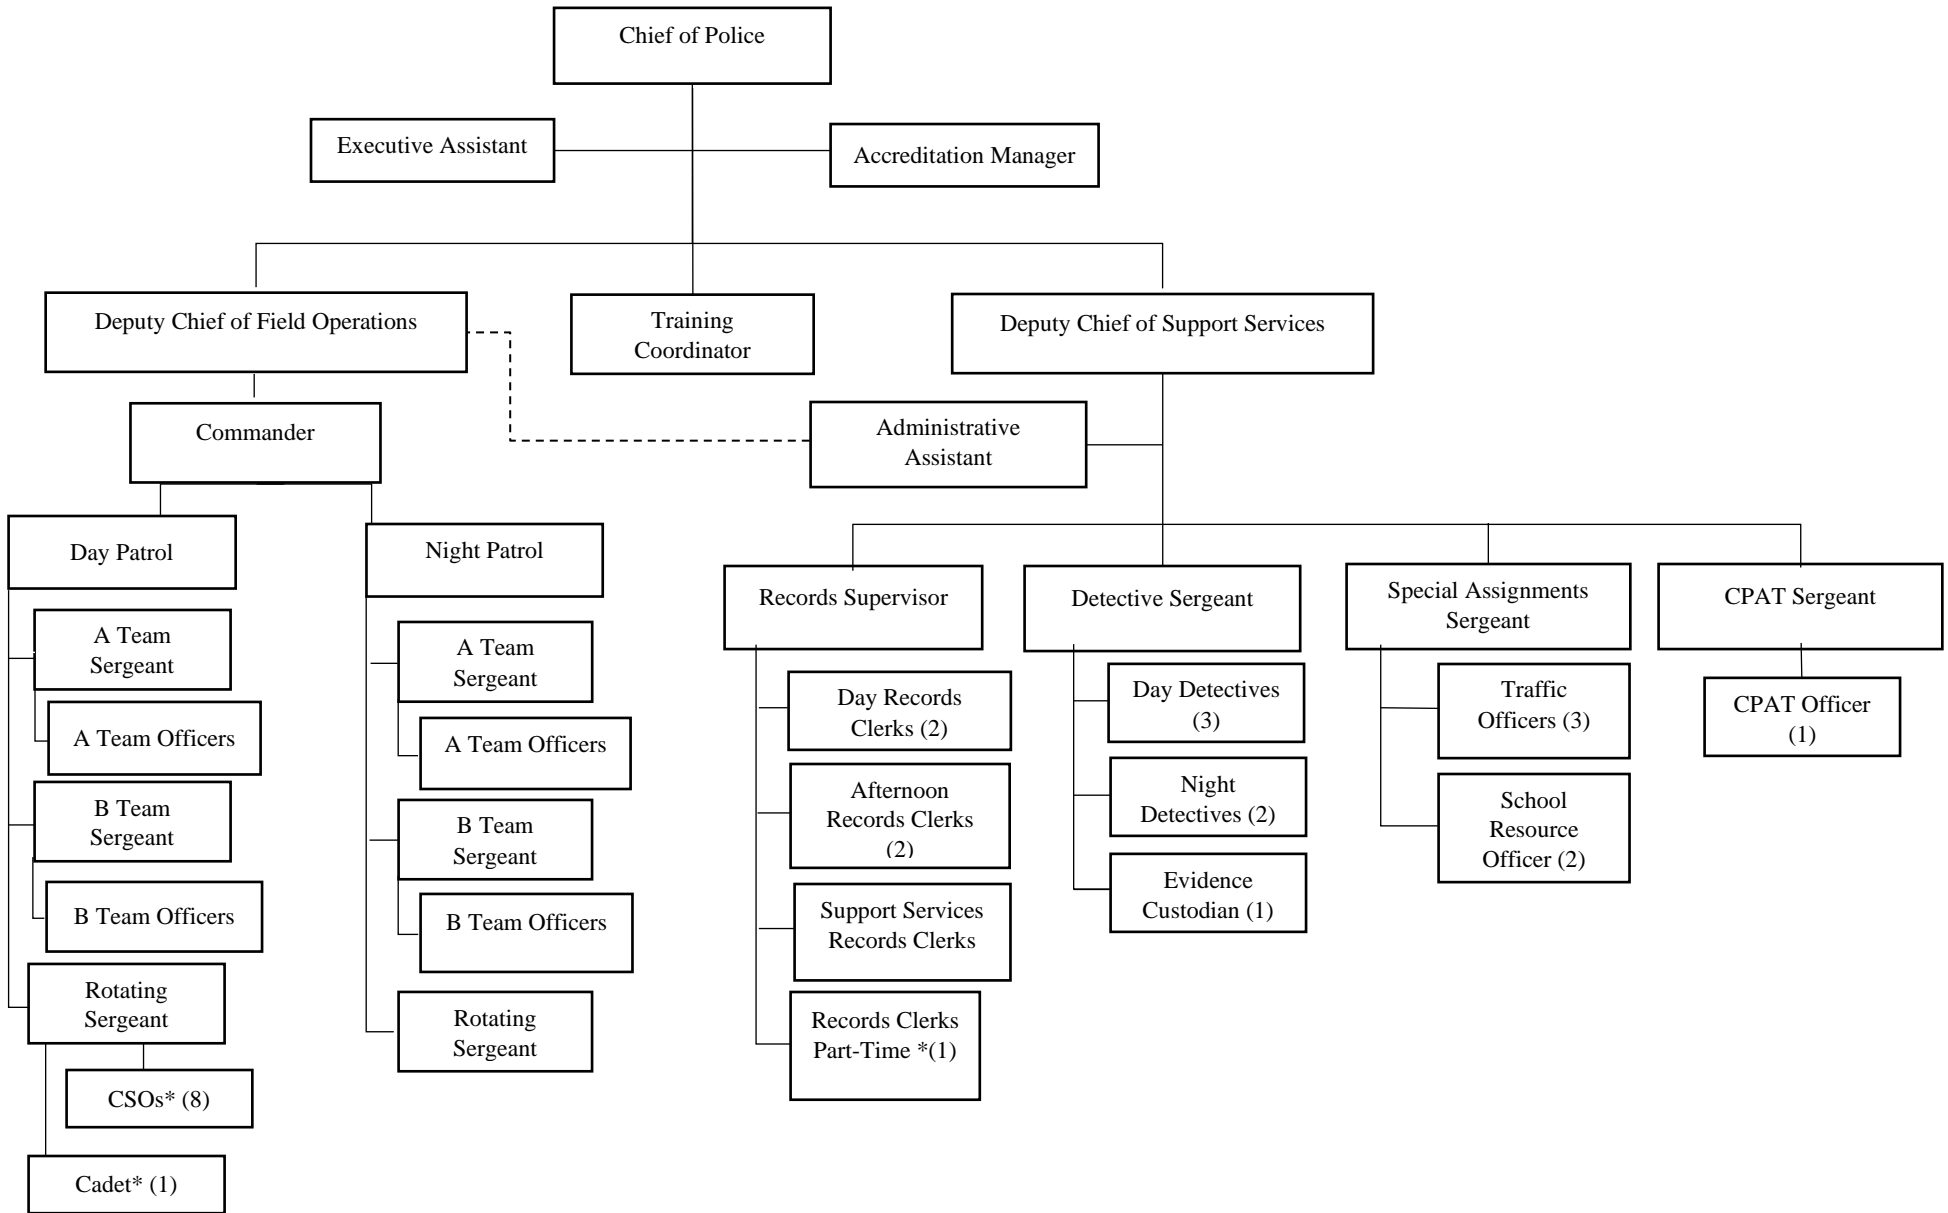 Chief of Police
Executive Assistant
Accreditation Manager
Deputy Chief of Field Operations
Training
Coordinator
Deputy Chief of Support Services
Commander
Administrative
Assistant
Day Patrol
Night Patrol
A Team
Sergeant
A Team Officers
B Team
Sergeant
B Team Officers
Rotating
Sergeant
CSOs* (8)
Cadet* (1)
A Team
Sergeant
A Team Officers
B Team
Sergeant
B Team Officers
Rotating
Sergeant
Records Supervisor
Day Records
Clerks (2)
Afternoon
Records Clerks
(2)
Support Services
Records Clerks
Records Clerks
Part-Time *(1)
Detective Sergeant
Day Detectives
(3)
Night
Detectives (2)
Evidence
Custodian (1)
Special Assignments
Sergeant
Traffic
Officers (3)
School
Resource
Officer (2)
CPAT Sergeant
CPAT Officer
(1)